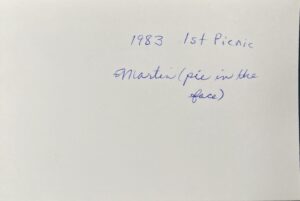 1983 1st Picnic
Martin (pie in the
face)